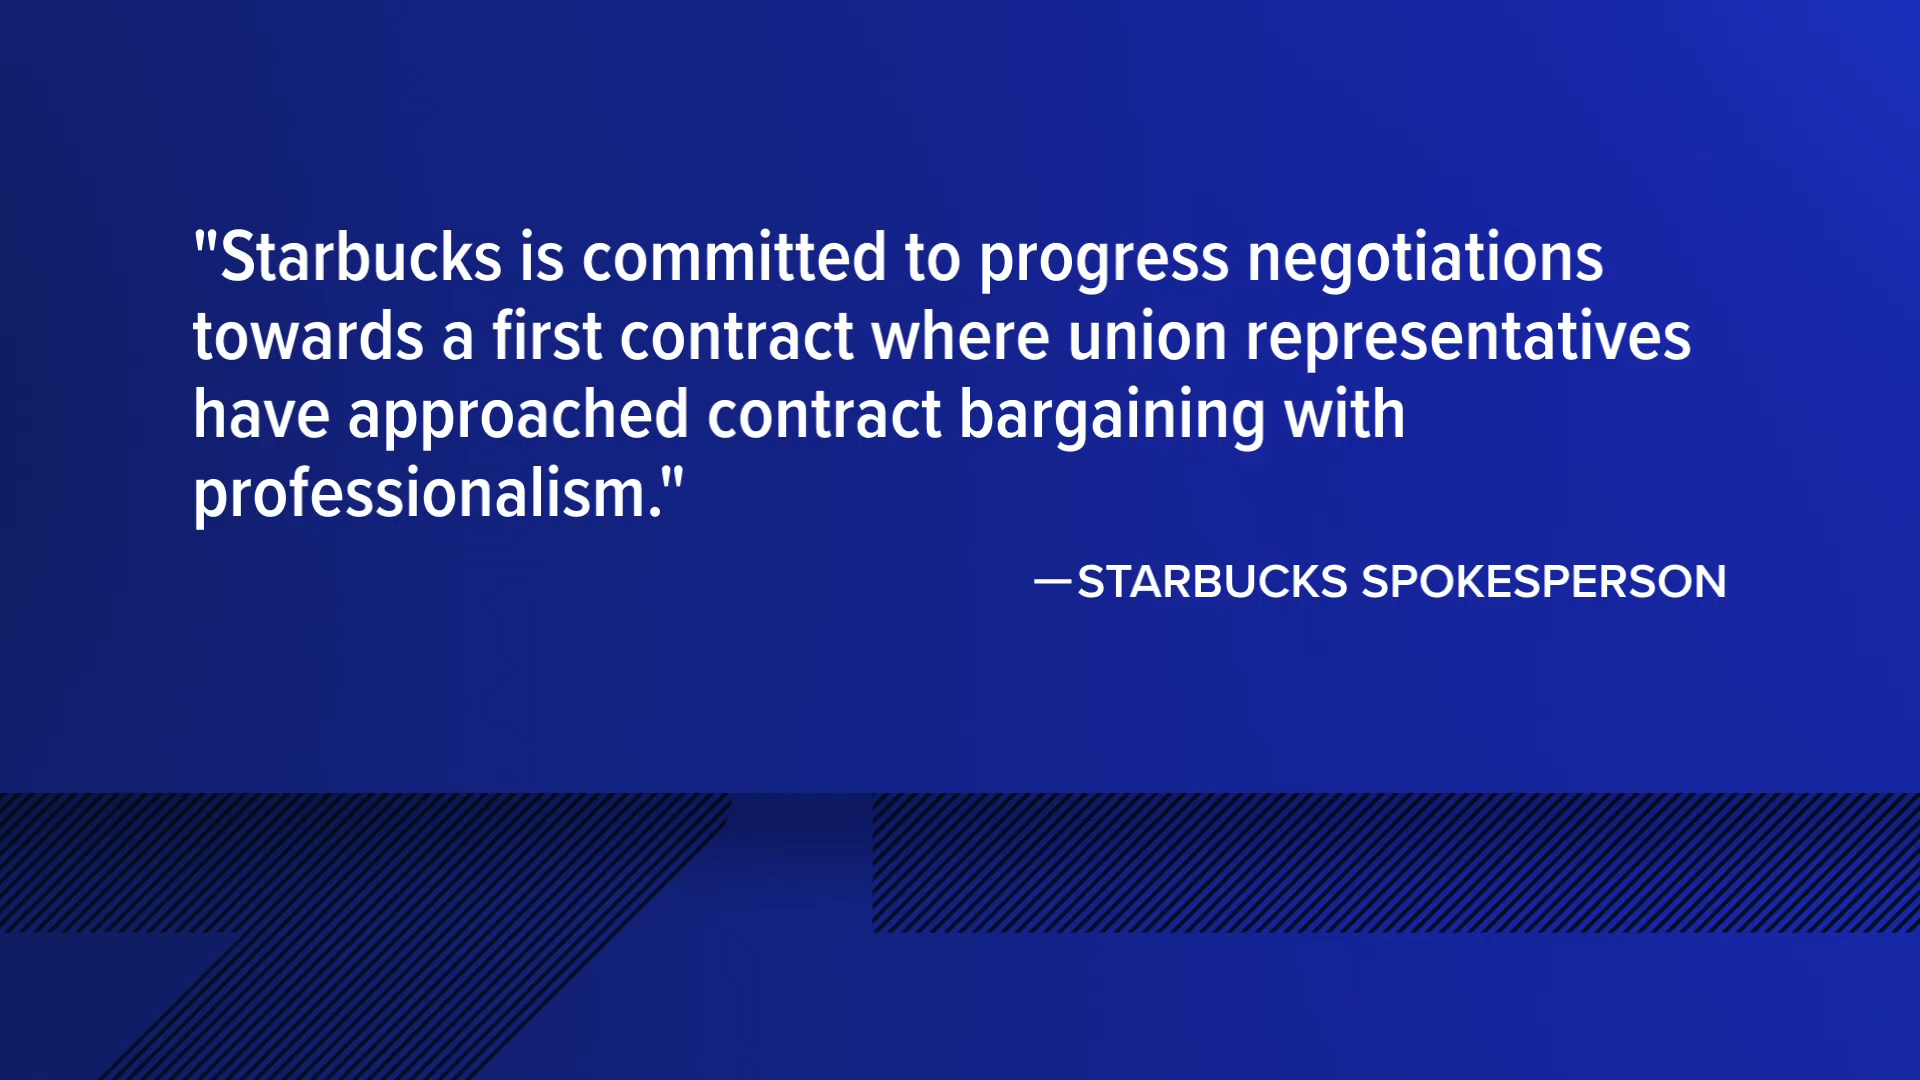 "Starbucks is committed to progress negotiations
towards a first contract where union representatives
have approached contract bargaining with
professionalism."
—STARBUCKS SPOKESPERSON